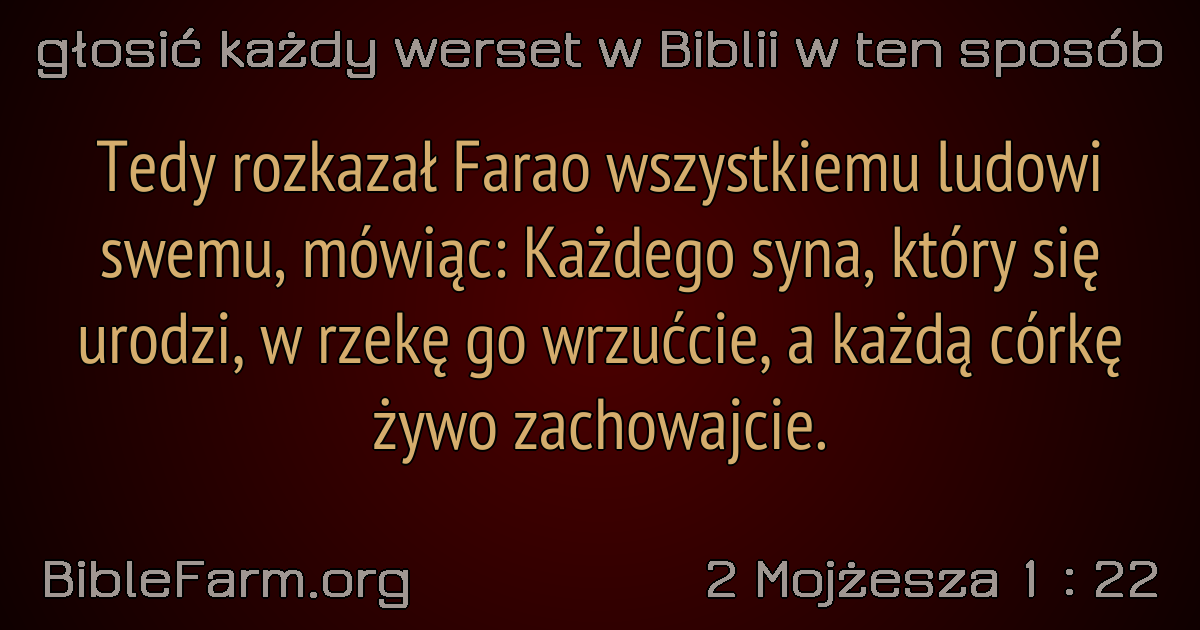 głosić każdy werset w Biblii w ten sposób
Tedy rozkazał Farao wszystkiemu ludowi
swemu, mówiąc: Każdego syna, który się
urodzi, w rzekę go wrzućcie, a każdą córkę
żywo zachowajcie.
BibleFarm.org
2 Mojżesza 1 : 22